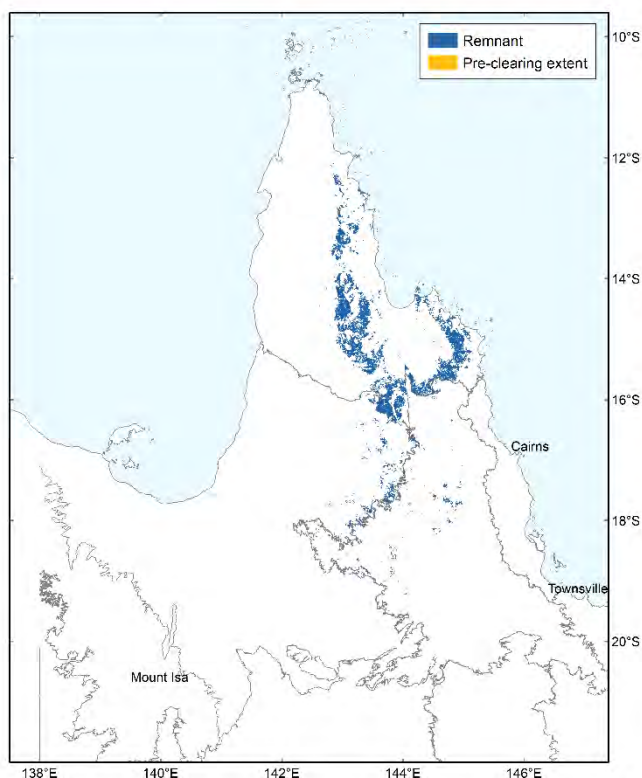 Remnant
Pre-clearing extent
10°S
12°S
14°S
16°S
Cairns
18°S
Townsville
20°S
Mount Isa
138°E
140°E
142°E
144°E
146°E